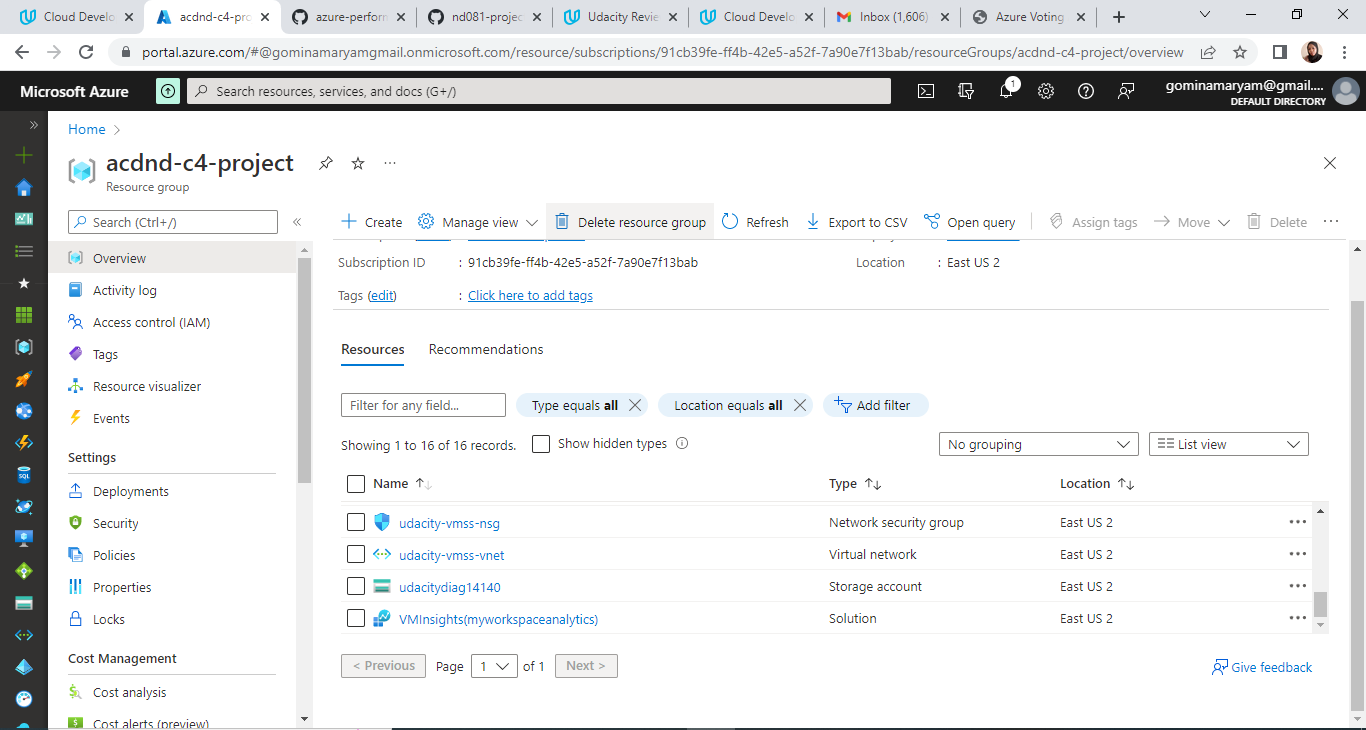 Cloud Develo
acdnd-c4-pro
azure-perform
nd081-projec
Udacity Revie
Cloud Develo
Inbox (1,606)
Azure Voting
portal.azure.com/#@gominamaryamgmail.onmicrosoft.com/resource/subscriptions/91cb39fe-ff4b-42e5-a52f-7a90e7f13bab/resourceGroups/acdnd-c4-project/overview
Microsoft Azure
Search resources, services, and docs (G+/)
1
gominamaryam@gmail....
DEFAULT DIRECTORY
Home
acdnd-c4-project
Resource group
Search (Ctrl+/)
Overview
Activity log
Access control (IAM)
Tags
Resource visualizer
Events
Settings
Deployments
Security
Policies
Properties
Locks
Cost Management
Cost analysis
Cost alerts (preview)
SQL
Create
Manage view
Delete resource group
Refresh
Export to CSV
Open query
Assign tags
Move
Delete
Subscription ID : 91cb39fe-ff4b-42e5-a52f-7a90e7f13bab
Location : East US 2
Tags (edit) : Click here to add tags
Resources Recommendations
Filter for any field...
Type equals all
Location equals all
Add filter
Showing 1 to 16 of 16 records.
Show hidden types
No grouping
List view
Name Type Location
udacity-vmss-nsg Network security group East US 2
udacity-vmss-vnet Virtual network East US 2
udacitydiag14140 Storage account East US 2
VMInsights(myworkspaceanalytics) Solution East US 2
< Previous Page 1 of 1 Next >
Give feedback